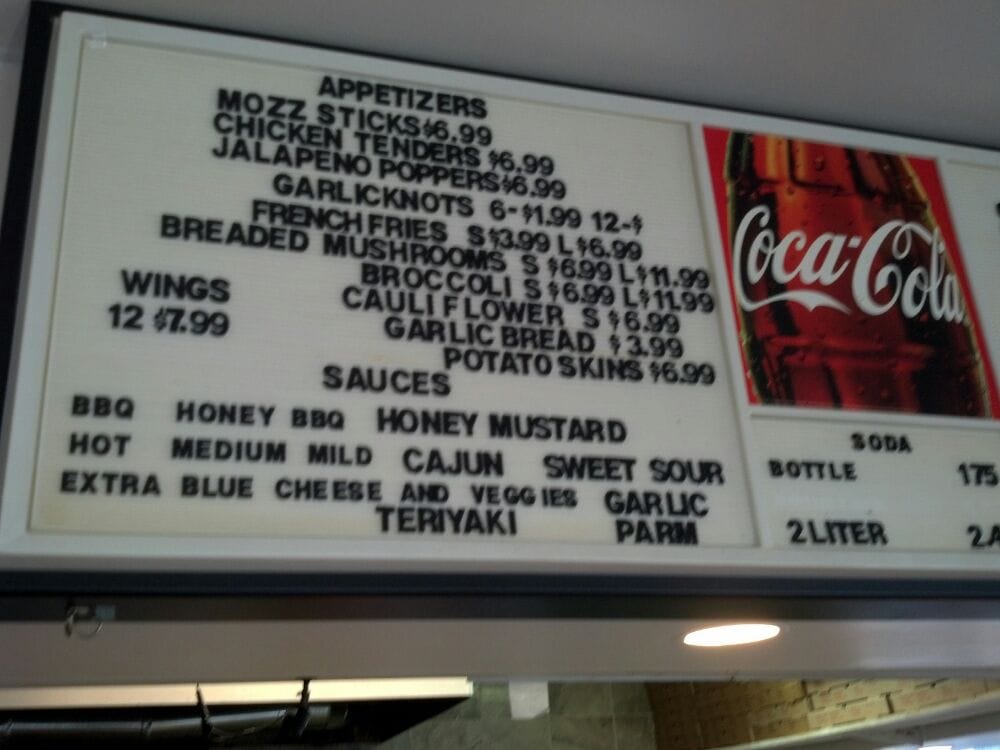 APPETIZERS
MOZZ STICKS $6.99
CHICKEN TENDERS $6.99
JALAPENO POPPERS $6.99
GARLICKNOTS 6-$1.99 12-$
FRENCH FRIES S $3.99 L $6.99
BREADED MUSHROOMS S $6.99 L $11.99
BROCCOLI S $6.99 L $11.99
CAULIFLOWER S $6.99
GARLIC BREAD $3.99
POTATO SKINS $6.99
WINGS
12 $7.99
SAUCES
BBQ HONEY BBQ HONEY MUSTARD
HOT MEDIUM MILD CAJUN SWEET SOUR
EXTRA BLUE CHEESE AND VEGGIES GARLIC
TERIYAKI PARM
Coca-Cola
SODA
BOTTLE 175
2 LITER 2.